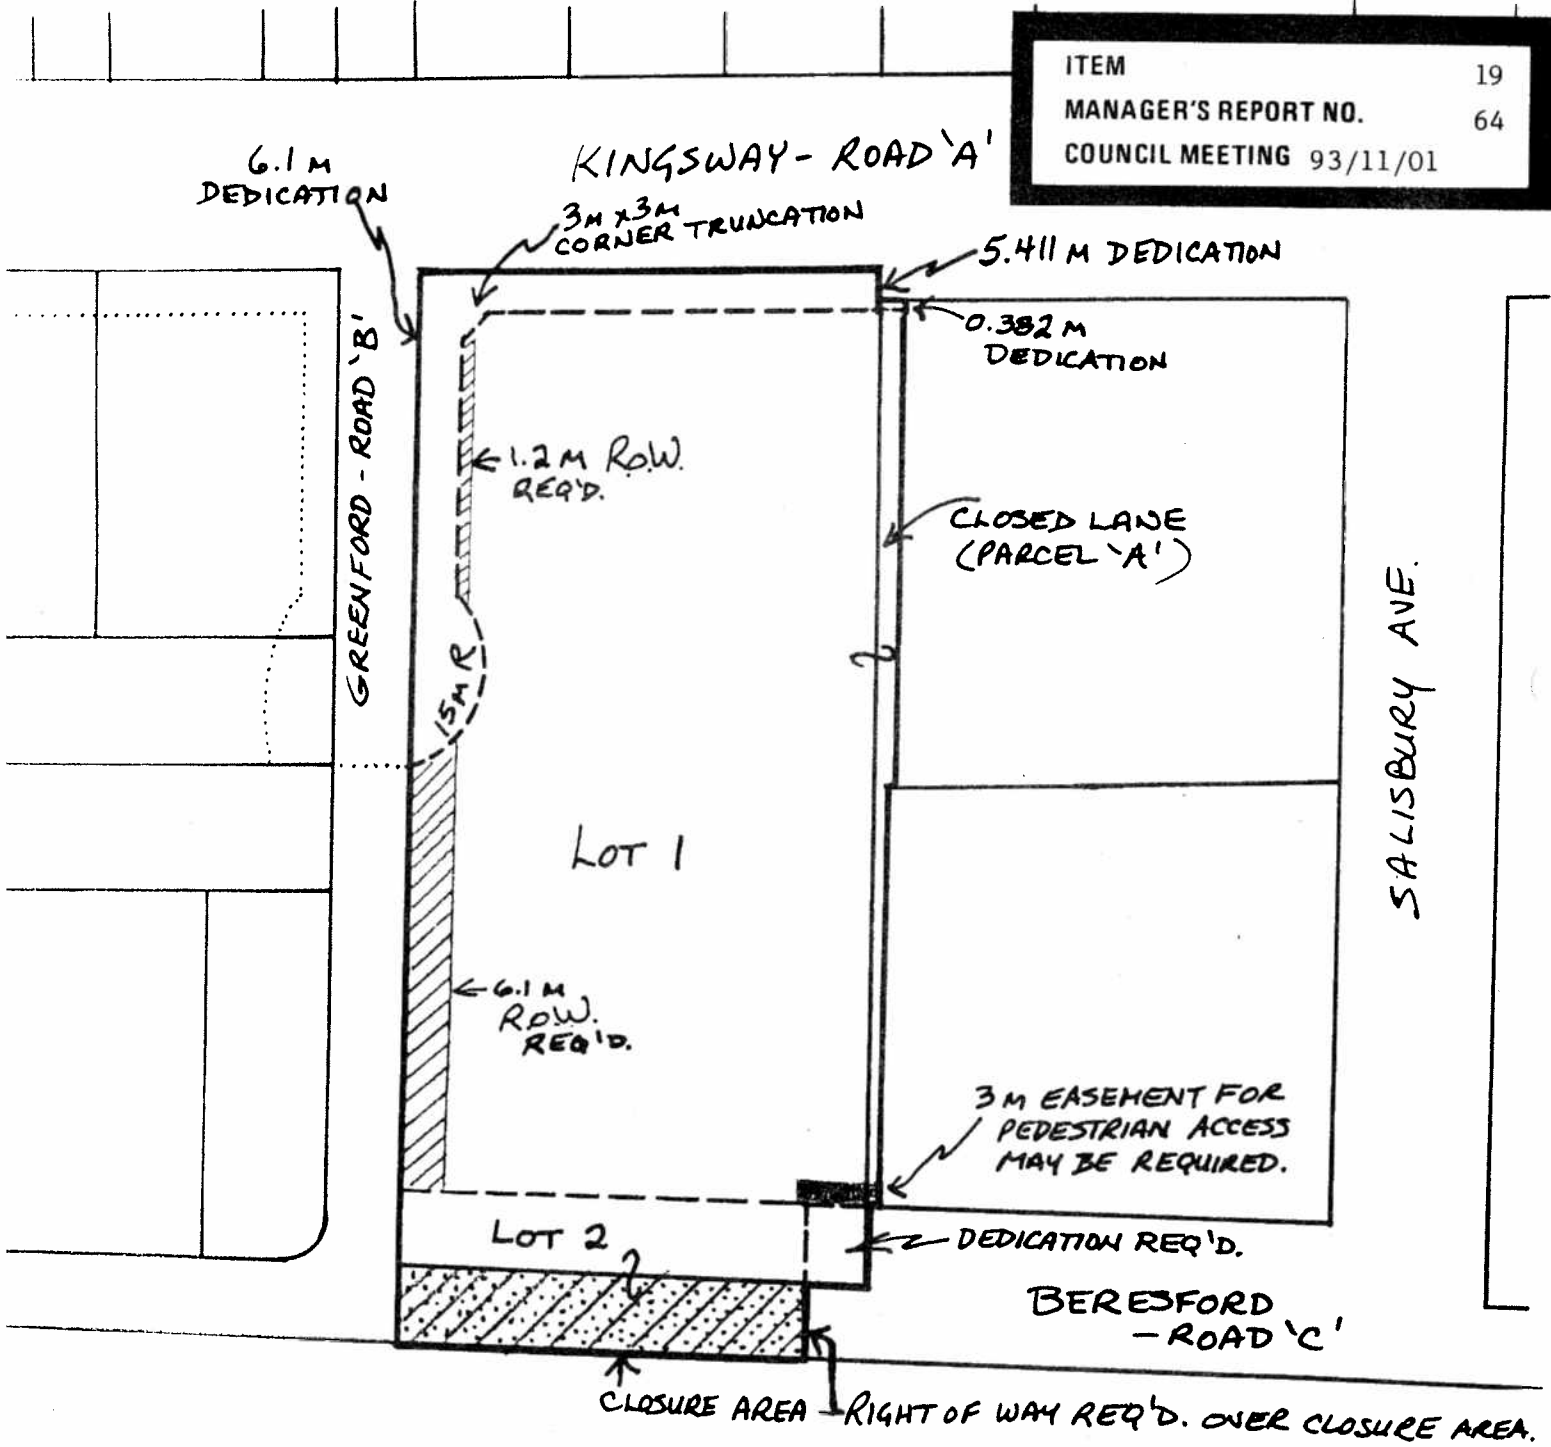 ITEM 19
MANAGER'S REPORT NO. 64
COUNCIL MEETING 93/11/01
KINGSWAY - ROAD 'A'
6.1 M
DEDICATION
3M x 3M
CORNER TRUNCATION
5.411 M DEDICATION
0.382 M
DEDICATION
GREENFORD - ROAD 'B'
1.2 M R.O.W.
REQ'D.
CLOSED LANE
(PARCEL 'A')
SALISBURY AVE.
15M R
LOT 1
6.1 M
R.O.W.
REQ'D.
3 M EASEMENT FOR
PEDESTRIAN ACCESS
MAY BE REQUIRED.
LOT 2
DEDICATION REQ'D.
BERESFORD
- ROAD 'C'
CLOSURE AREA - RIGHT OF WAY REQ'D. OVER CLOSURE AREA.